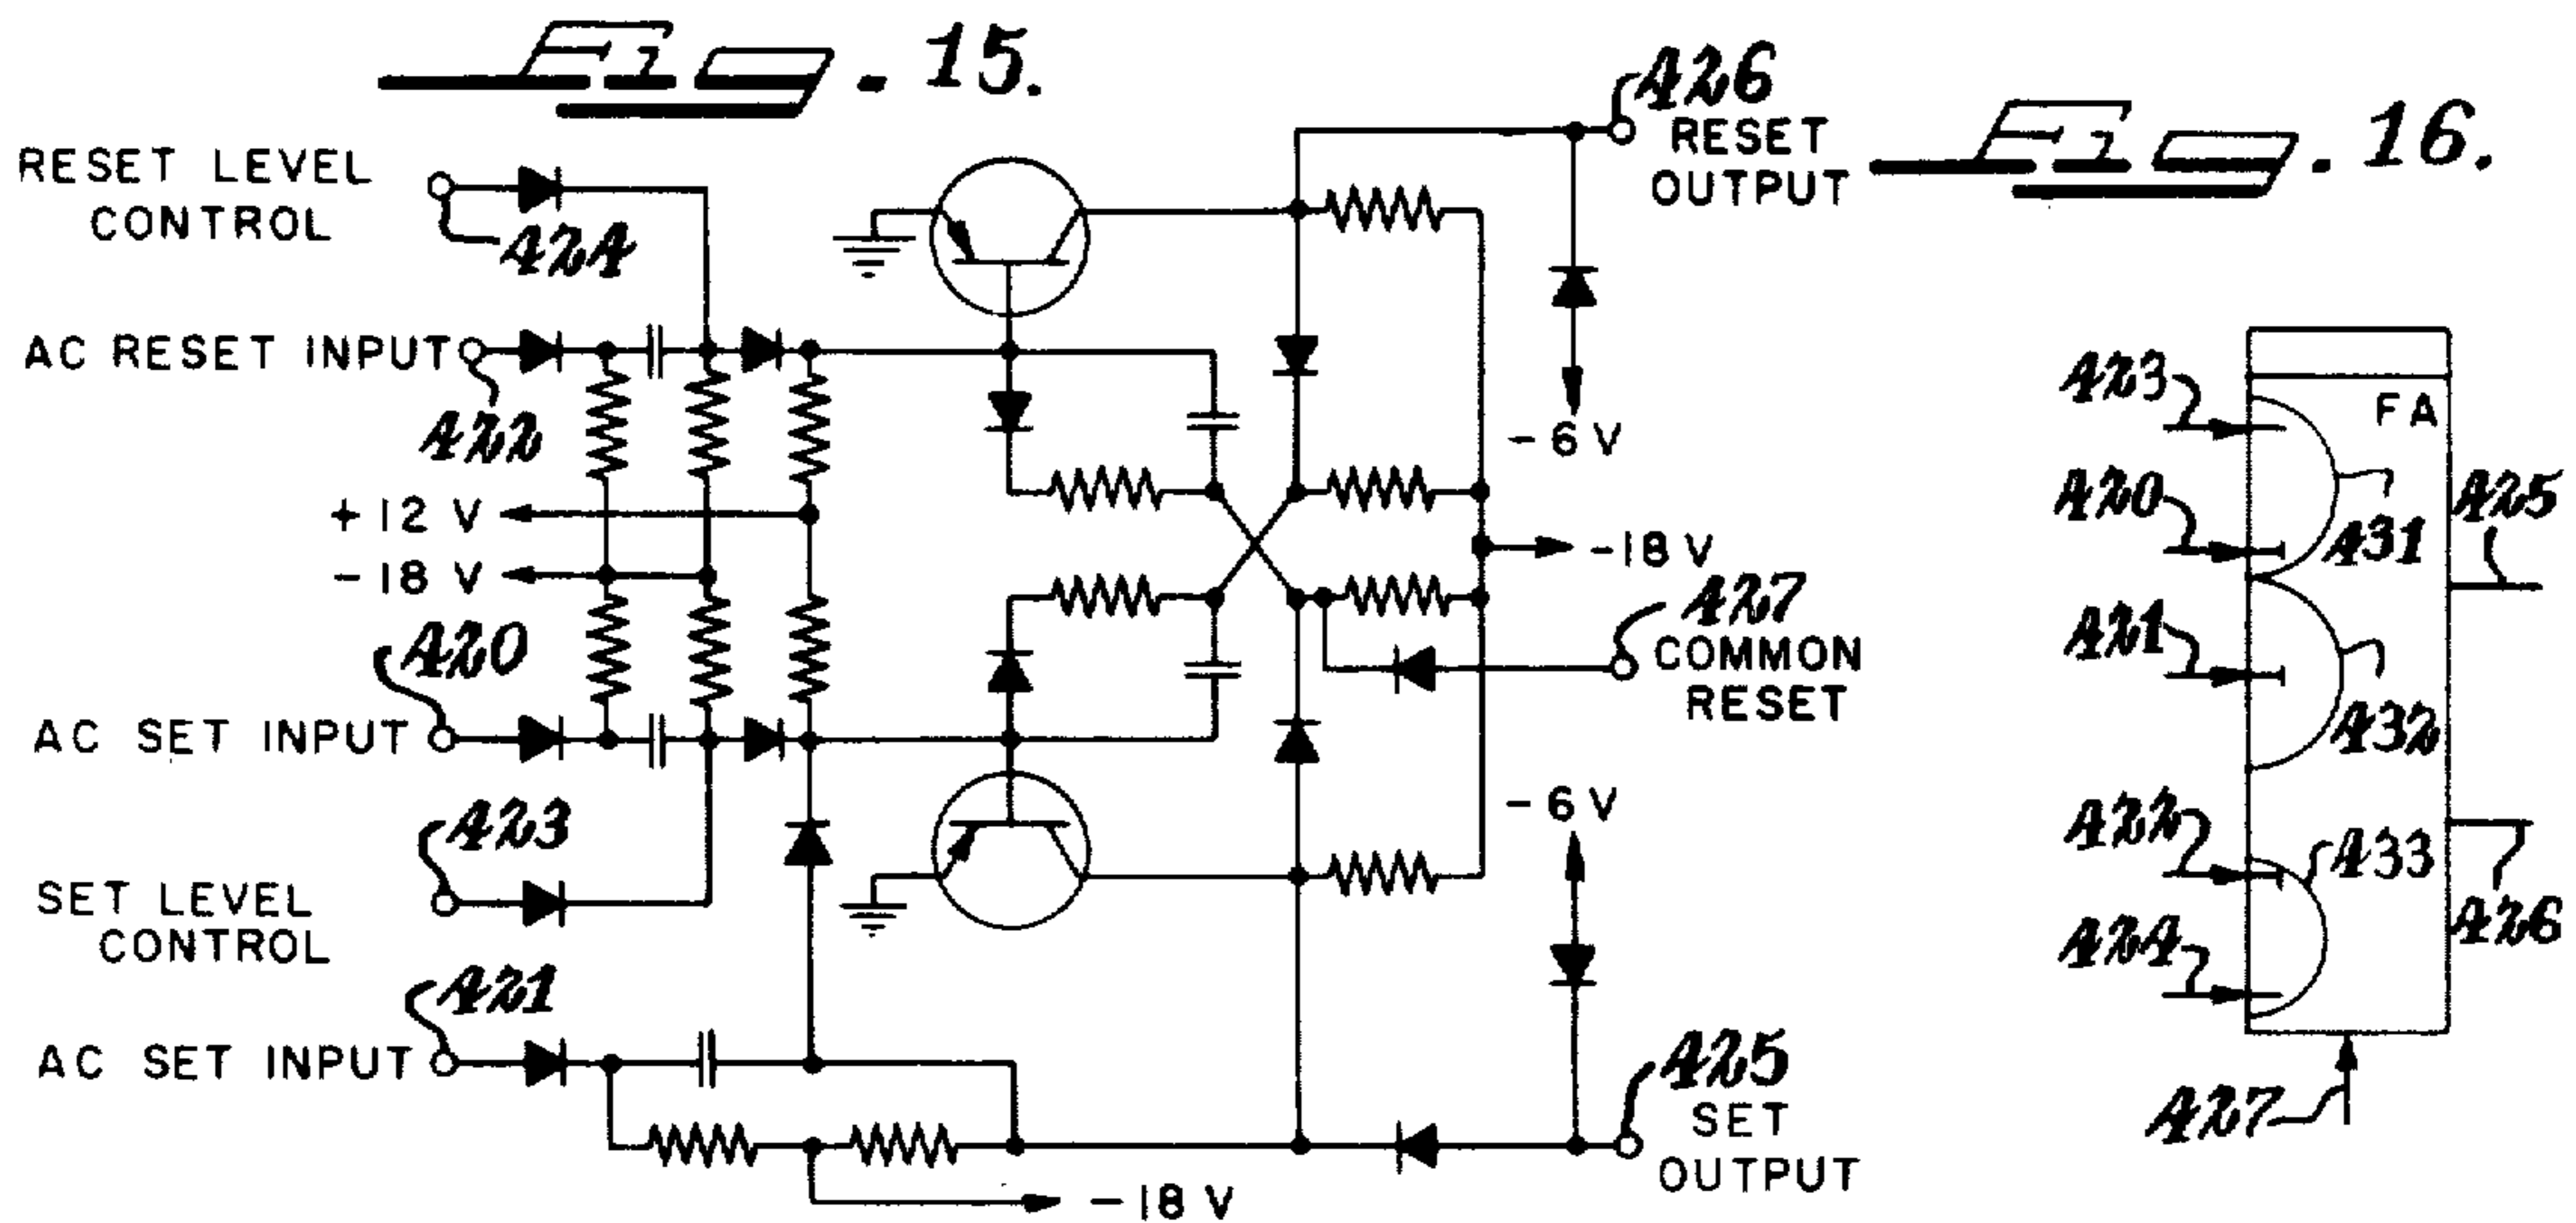 Fig. 15.
RESET LEVEL
CONTROL
424
AC RESET INPUT
422
+12 V
-18 V
420
AC SET INPUT
423
SET LEVEL
CONTROL
421
AC SET INPUT
-18 V
426
RESET
OUTPUT
-6 V
-18 V
427
COMMON
RESET
-6 V
425
SET
OUTPUT
Fig. 16.
FA
423
420
431
425
421
432
422
433
424
426
427